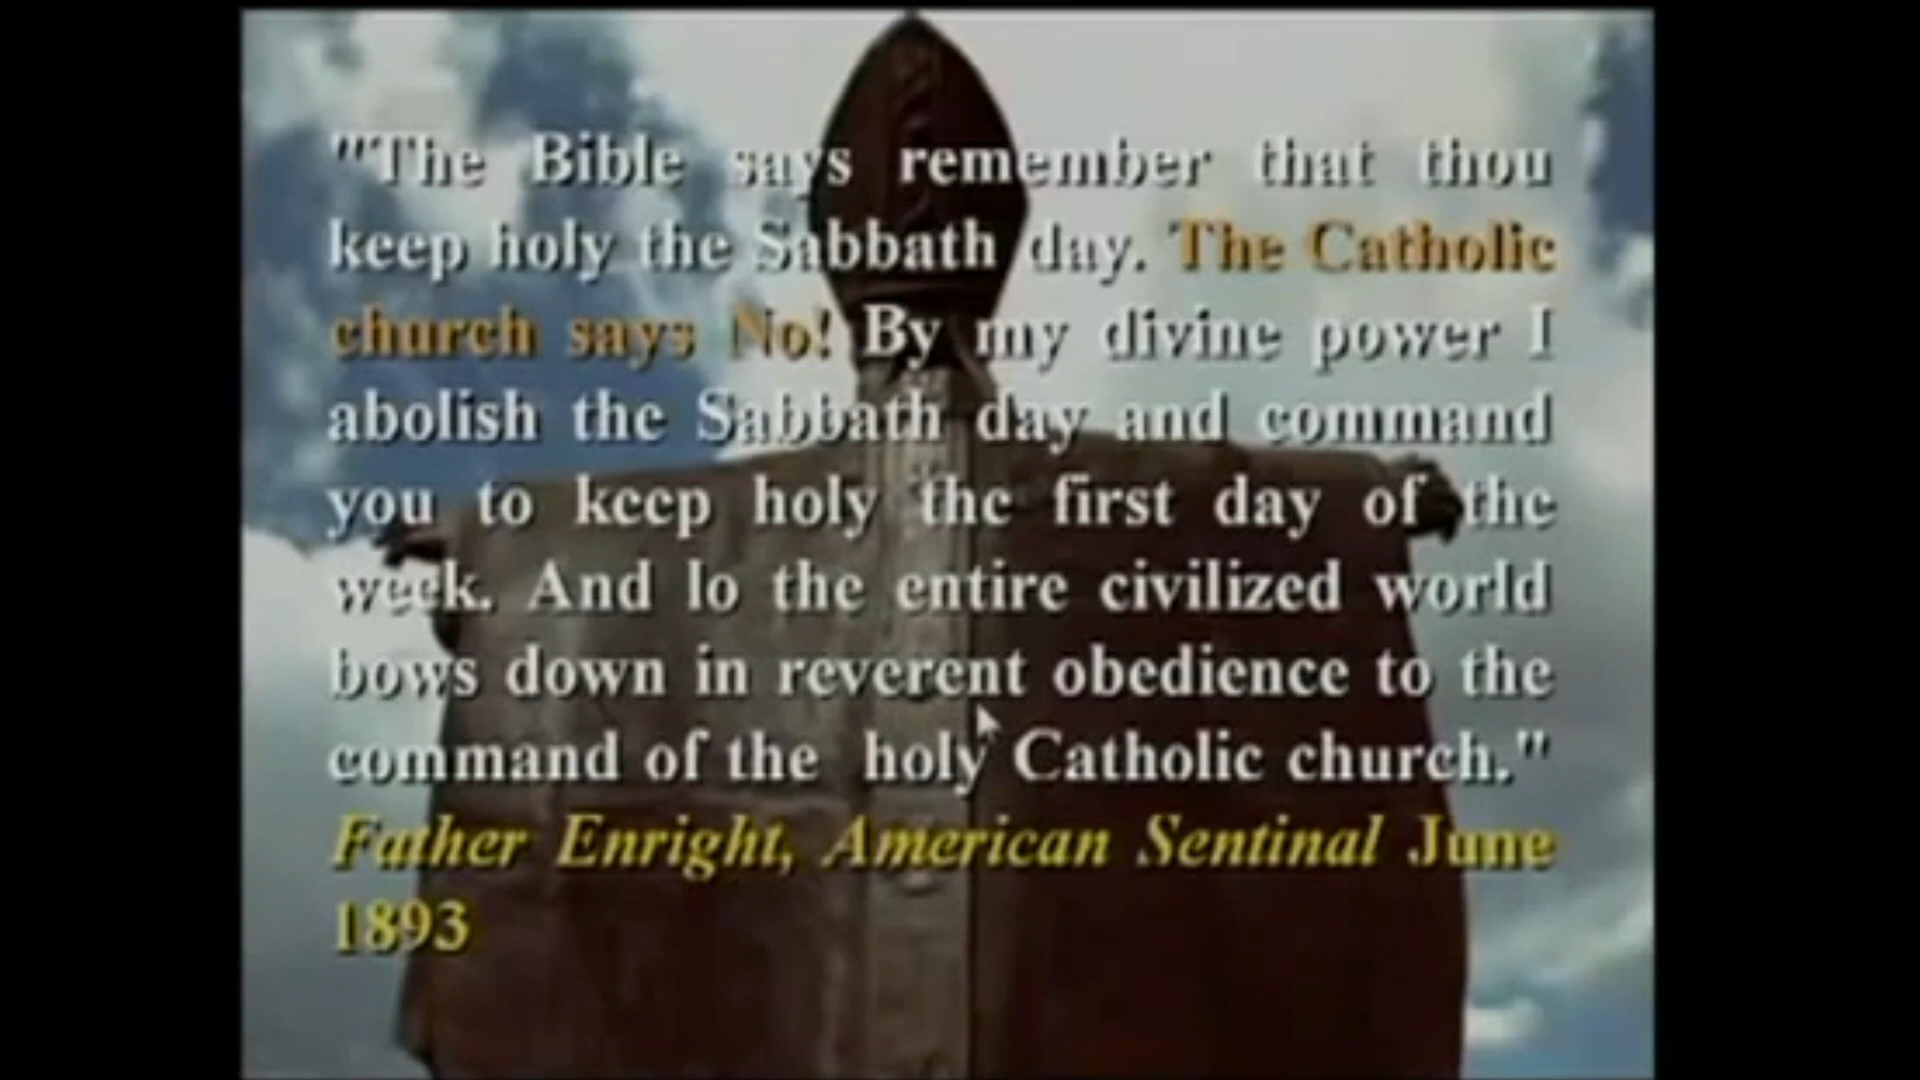 "The Bible says remember that thou
keep holy the Sabbath day. The Catholic
church says No! By my divine power I
abolish the Sabbath day and command
you to keep holy the first day of the
week. And lo the entire civilized world
bows down in reverent obedience to the
command of the holy Catholic church."
Father Enright, American Sentinal June
1893